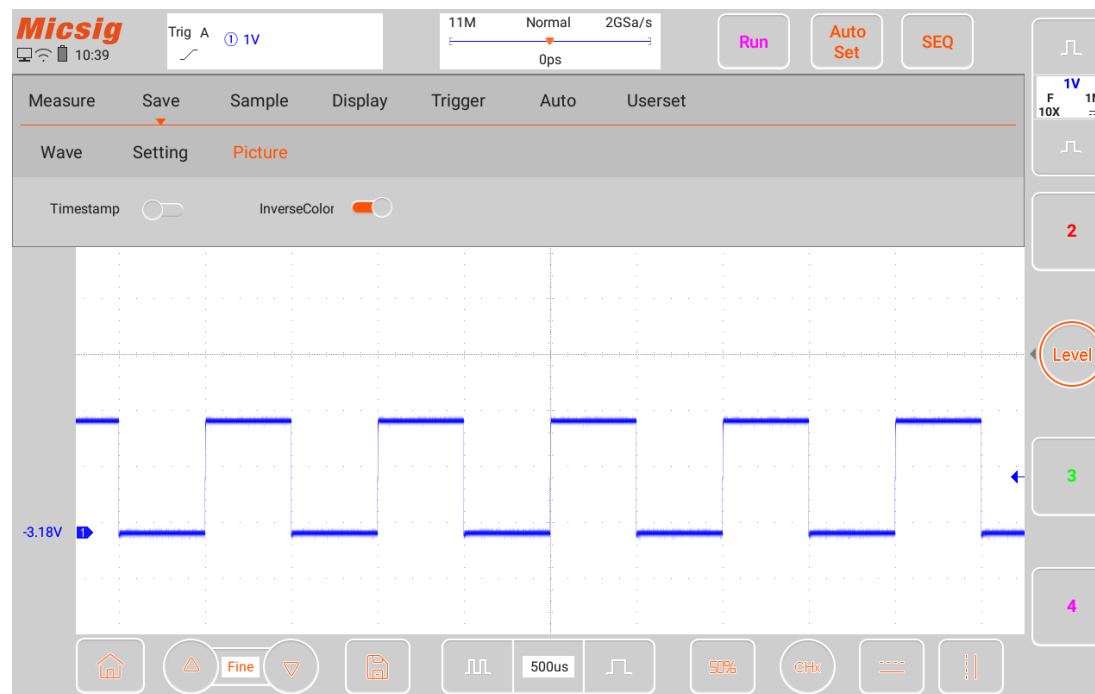 Micsig
10:39
Trig A ① 1V
11M Normal 2GSa/s
0ps
Run
Auto
Set
SEQ
Measure Save Sample Display Trigger Auto Userset
1V
F
10X
Wave Setting Picture
Timestamp InverseColor
2
Level
3
-3.18V 1
4
Fine
500us
50%
CHx